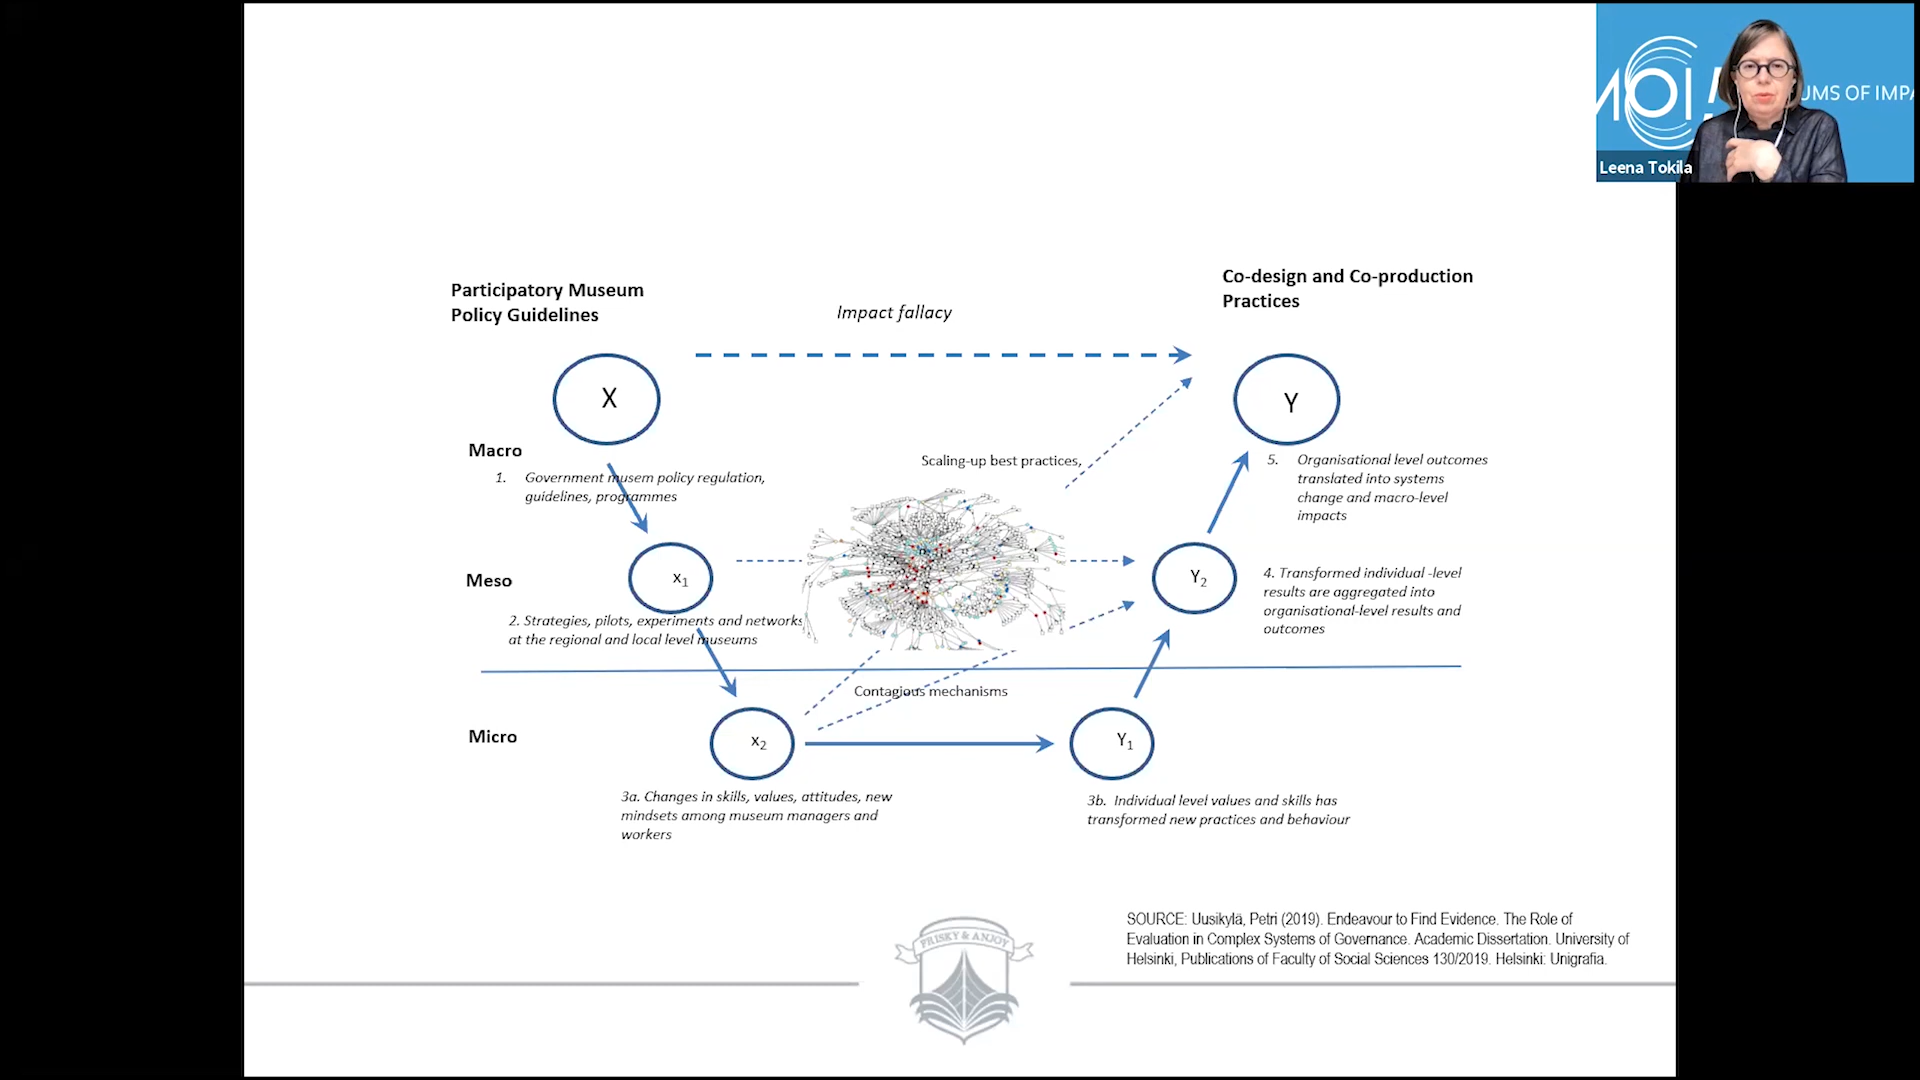 MOI!
UMS OF IMPA
Leena Tokila
Participatory Museum
Policy Guidelines
Impact fallacy
Co-design and Co-production
Practices
X
Y
Macro
1. Government musem policy regulation,
guidelines, programmes
Scaling-up best practices,
5. Organisational level outcomes
translated into systems
change and macro-level
impacts
Meso
x1
Y2
2. Strategies, pilots, experiments and networks
at the regional and local level museums
4. Transformed individual -level
results are aggregated into
organisational-level results and
outcomes
Contagious mechanisms
Micro
x2
Y1
3a. Changes in skills, values, attitudes, new
mindsets among museum managers and
workers
3b. Individual level values and skills has
transformed new practices and behaviour
SOURCE: Uusikylä, Petri (2019). Endeavour to Find Evidence. The Role of
Evaluation in Complex Systems of Governance. Academic Dissertation. University of
Helsinki, Publications of Faculty of Social Sciences 130/2019. Helsinki: Unigrafia.
FRISKY & ANJOY